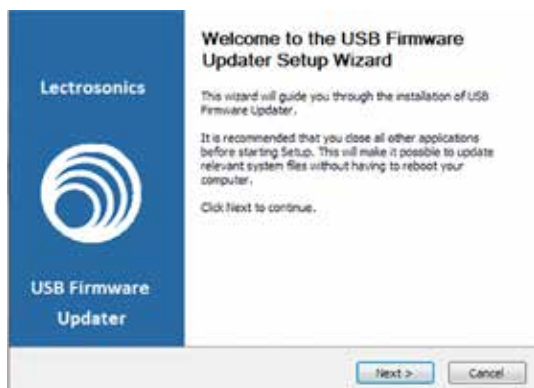 Lectrosonics
USB Firmware
Updater
Welcome to the USB Firmware
Updater Setup Wizard
This wizard will guide you through the installation of USB
Firmware Updater.
It is recommended that you close all other applications
before starting Setup. This will make it possible to update
relevant system files without having to reboot your
computer.
Click Next to continue.
Next >
Cancel